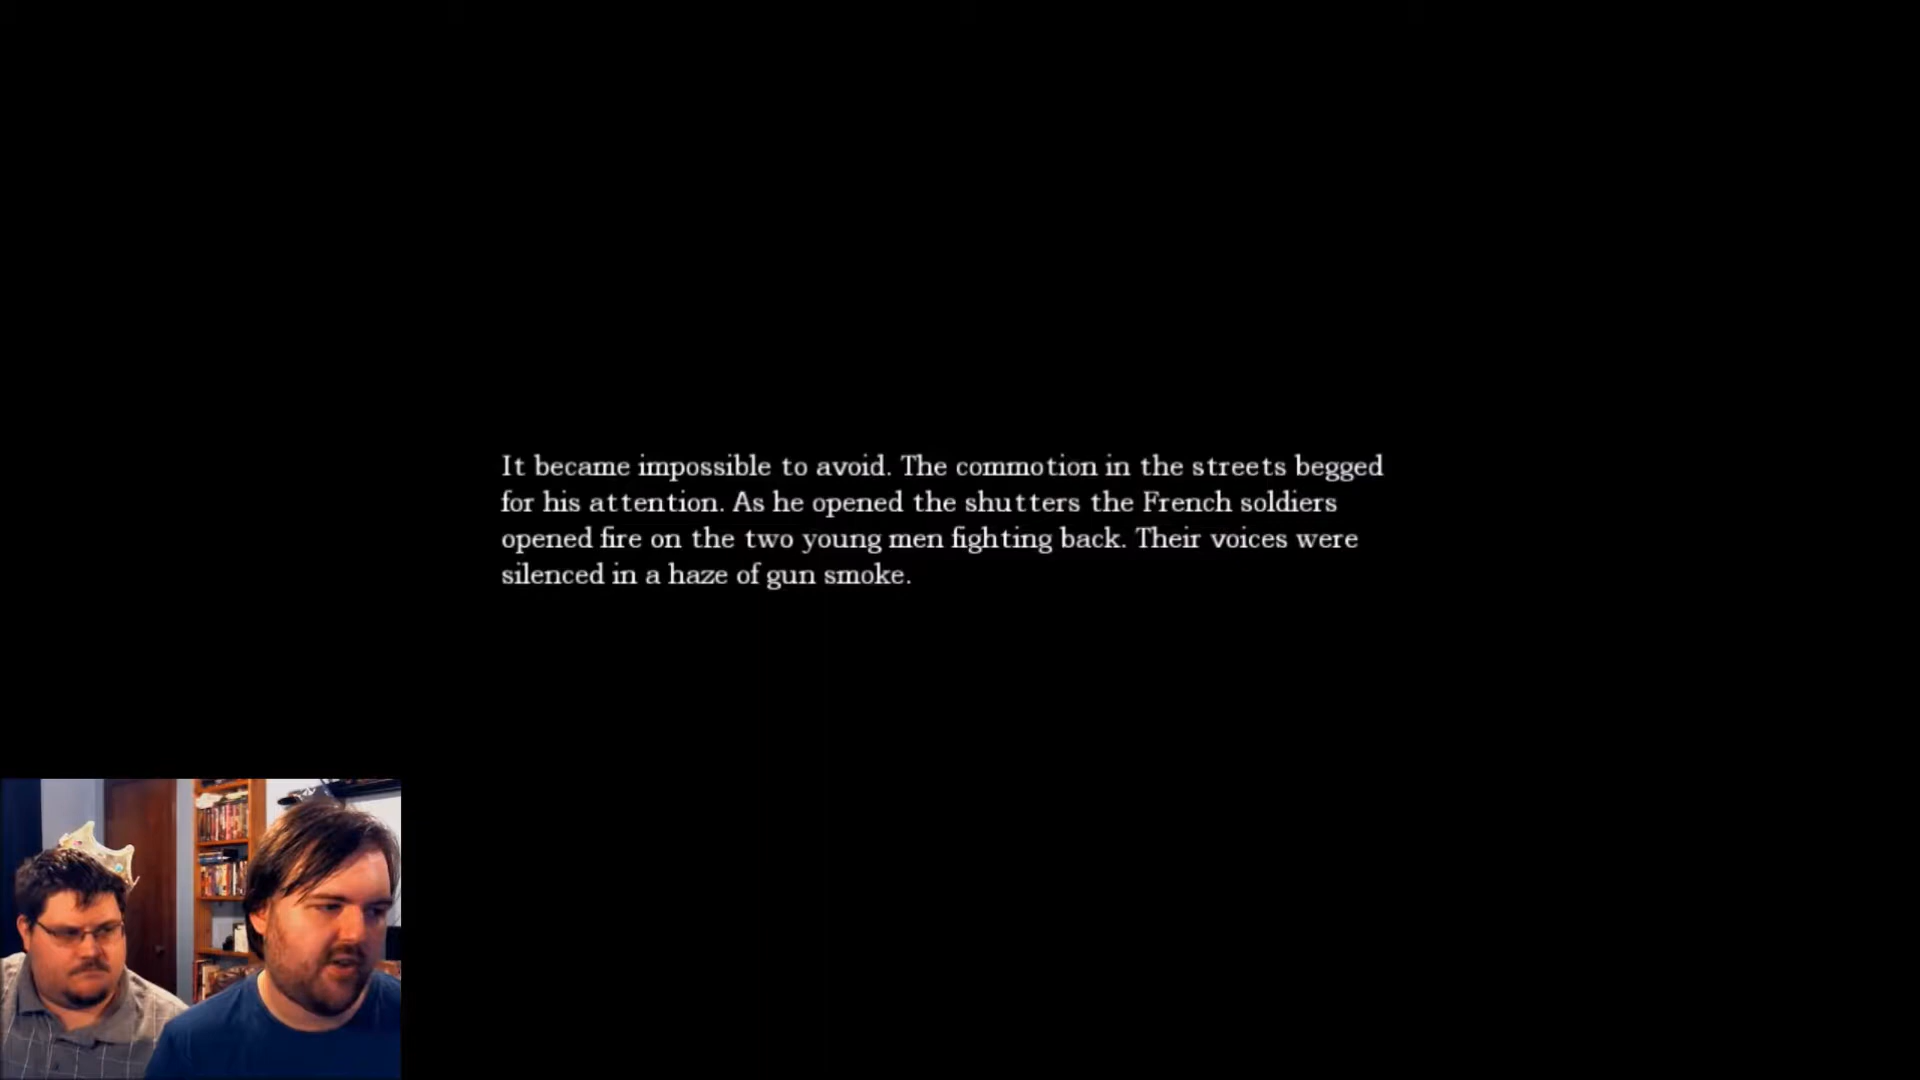 It became impossible to avoid. The commotion in the streets begged
for his attention. As he opened the shutters the French soldiers
opened fire on the two young men fighting back. Their voices were
silenced in a haze of gun smoke.